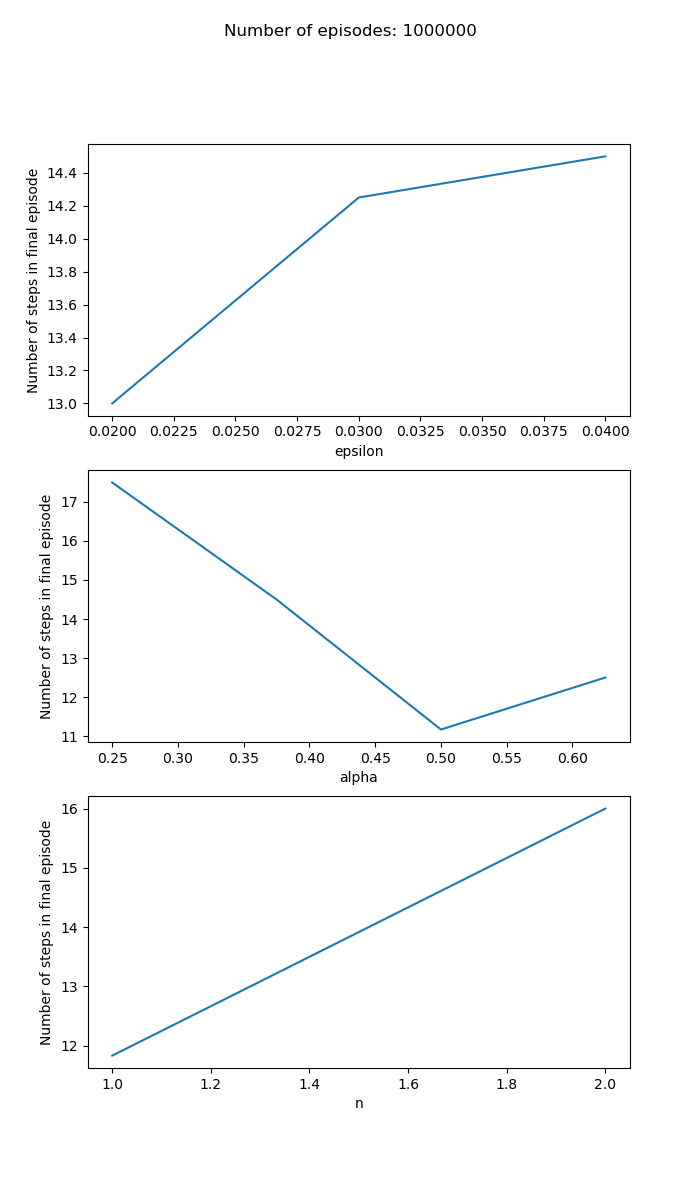 Number of episodes: 1000000
Number of steps in final episode
14.4
14.2
14.0
13.8
13.6
13.4
13.2
13.0
0.0200 0.0225 0.0250 0.0275 0.0300 0.0325 0.0350 0.0375 0.0400
epsilon
Number of steps in final episode
17
16
15
14
13
12
11
0.25 0.30 0.35 0.40 0.45 0.50 0.55 0.60
alpha
Number of steps in final episode
16
15
14
13
12
1.0 1.2 1.4 1.6 1.8 2.0
n